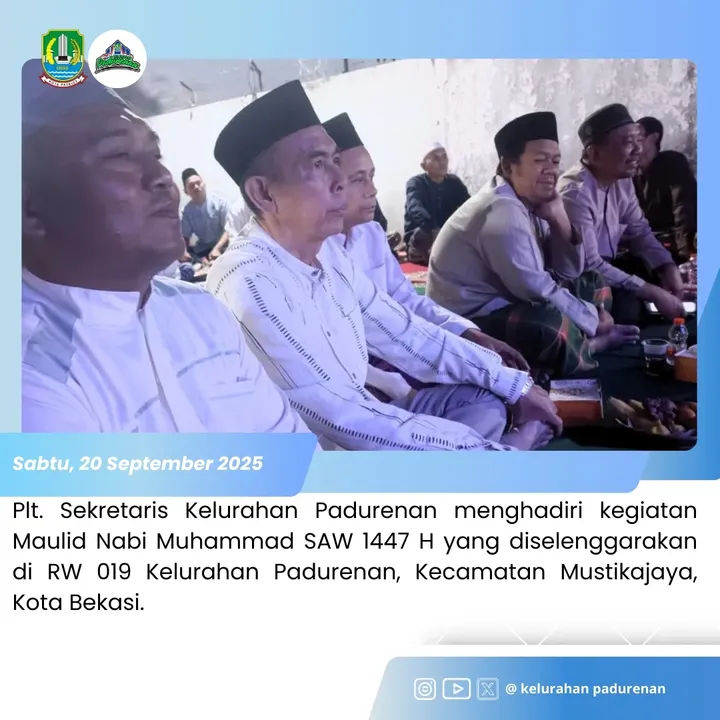 Sabtu, 20 September 2025
Plt. Sekretaris Kelurahan Padurenan menghadiri kegiatan
Maulid Nabi Muhammad SAW 1447 H yang diselenggarakan
di RW 019 Kelurahan Padurenan, Kecamatan Mustikajaya,
Kota Bekasi.
@ kelurahan padurenan